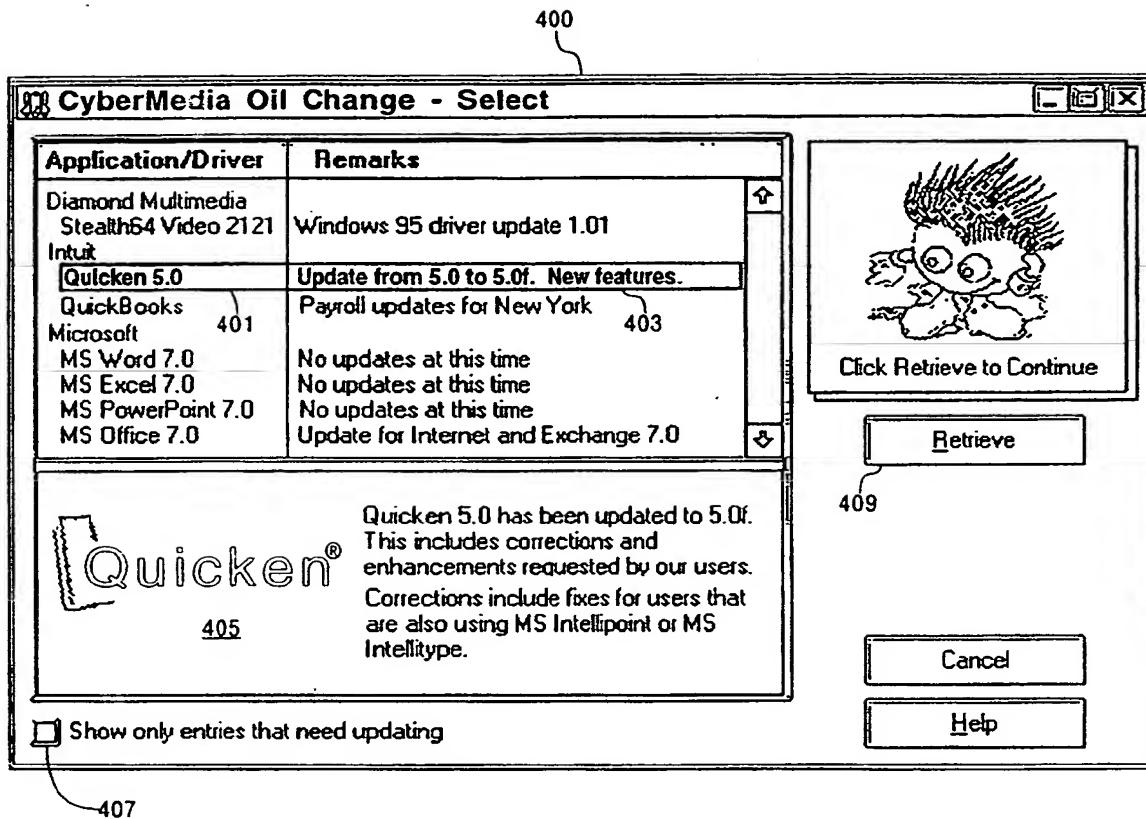 400
CyberMedia Oil Change - Select
Application/Driver Remarks
Diamond Multimedia
Stealth64 Video 2121 Windows 95 driver update 1.01
Intuit
Quicken 5.0 Update from 5.0 to 5.0f. New features.
QuickBooks Payroll updates for New York
401 403
Microsoft
MS Word 7.0 No updates at this time
MS Excel 7.0 No updates at this time
MS PowerPoint 7.0 No updates at this time
MS Office 7.0 Update for Internet and Exchange 7.0
Click Retrieve to Continue
Retrieve
409
Quicken®
405
Quicken 5.0 has been updated to 5.0f.
This includes corrections and
enhancements requested by our users.
Corrections include fixes for users that
are also using MS Intellipoint or MS
Intellitype.
Cancel
Help
Show only entries that need updating
407